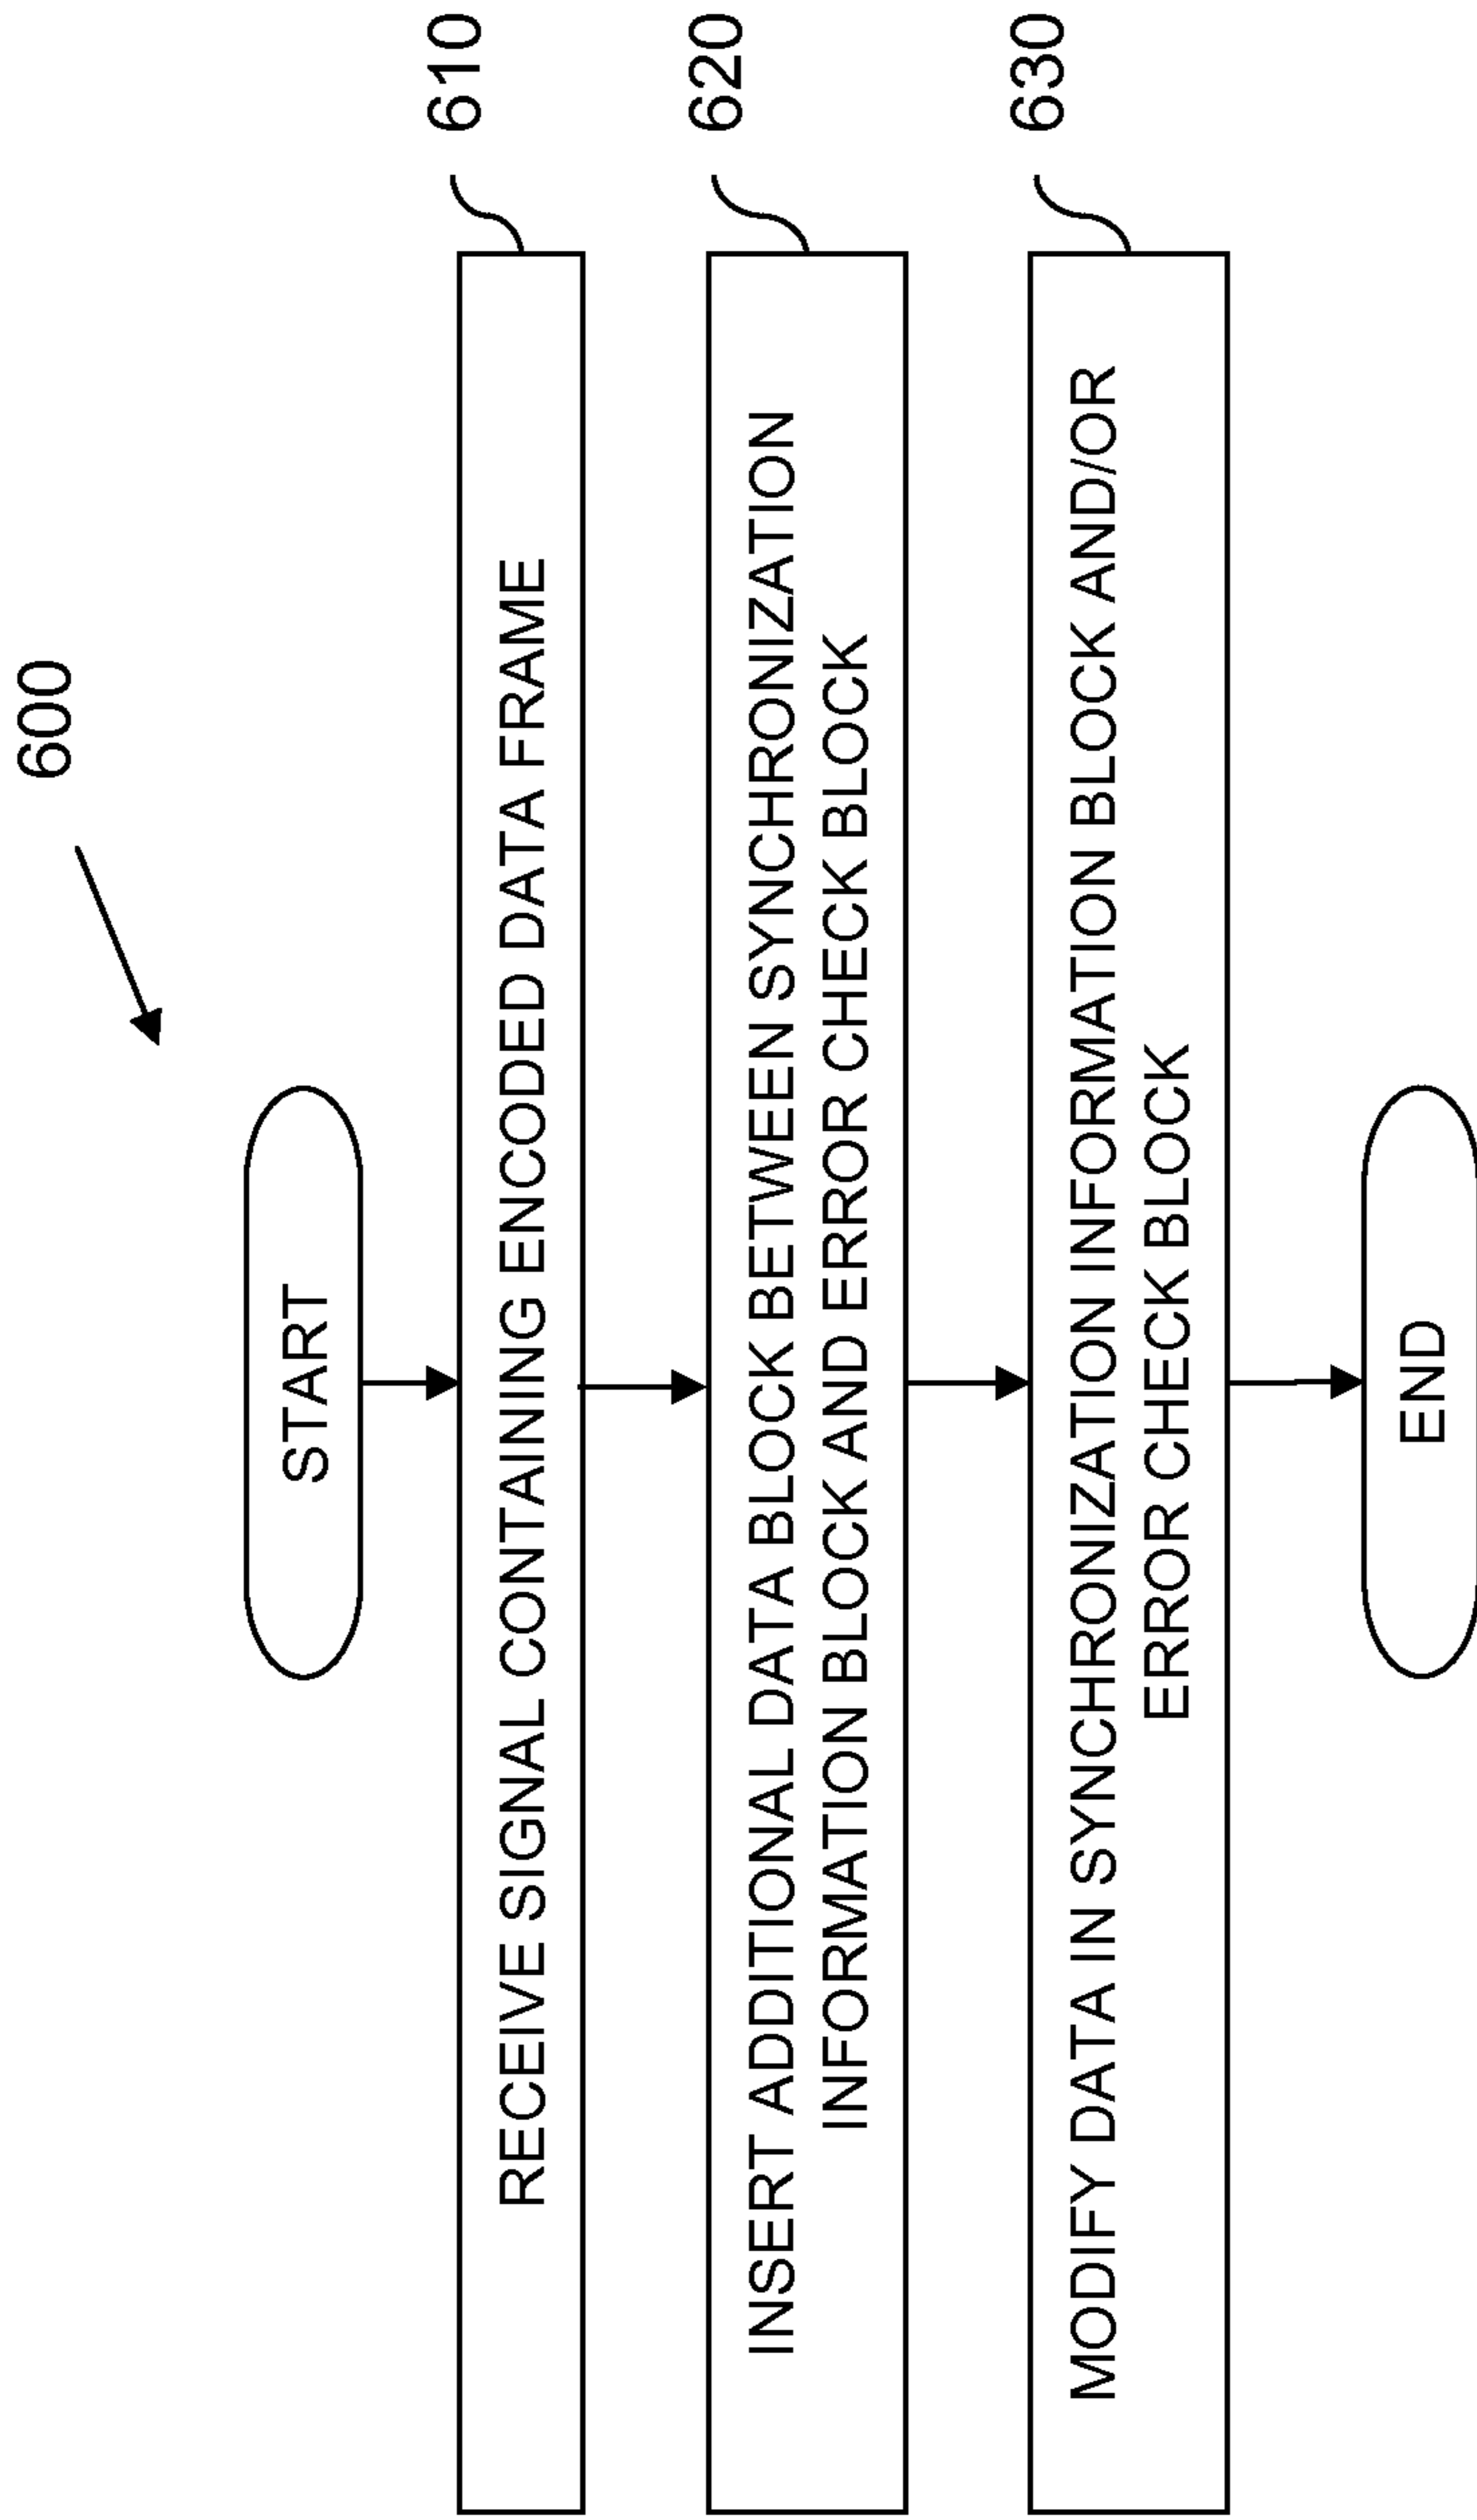 600
START
RECEIVE SIGNAL CONTAINING ENCODED DATA FRAME
610
INSERT ADDITIONAL DATA BLOCK BETWEEN SYNCHRONIZATION
INFORMATION BLOCK AND ERROR CHECK BLOCK
620
MODIFY DATA IN SYNCHRONIZATION INFORMATION BLOCK AND/OR
ERROR CHECK BLOCK
630
END